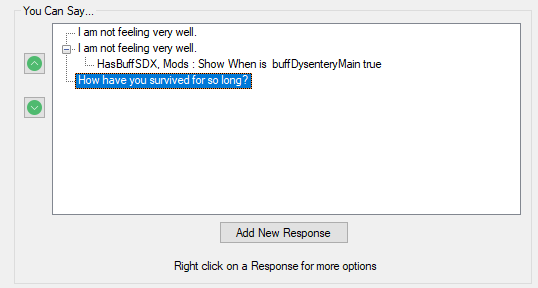 You Can Say...
I am not feeling very well.
I am not feeling very well.
HasBuffSDX, Mods : Show When is buffDysenteryMain true
How have you survived for so long?
Add New Response
Right click on a Response for more options